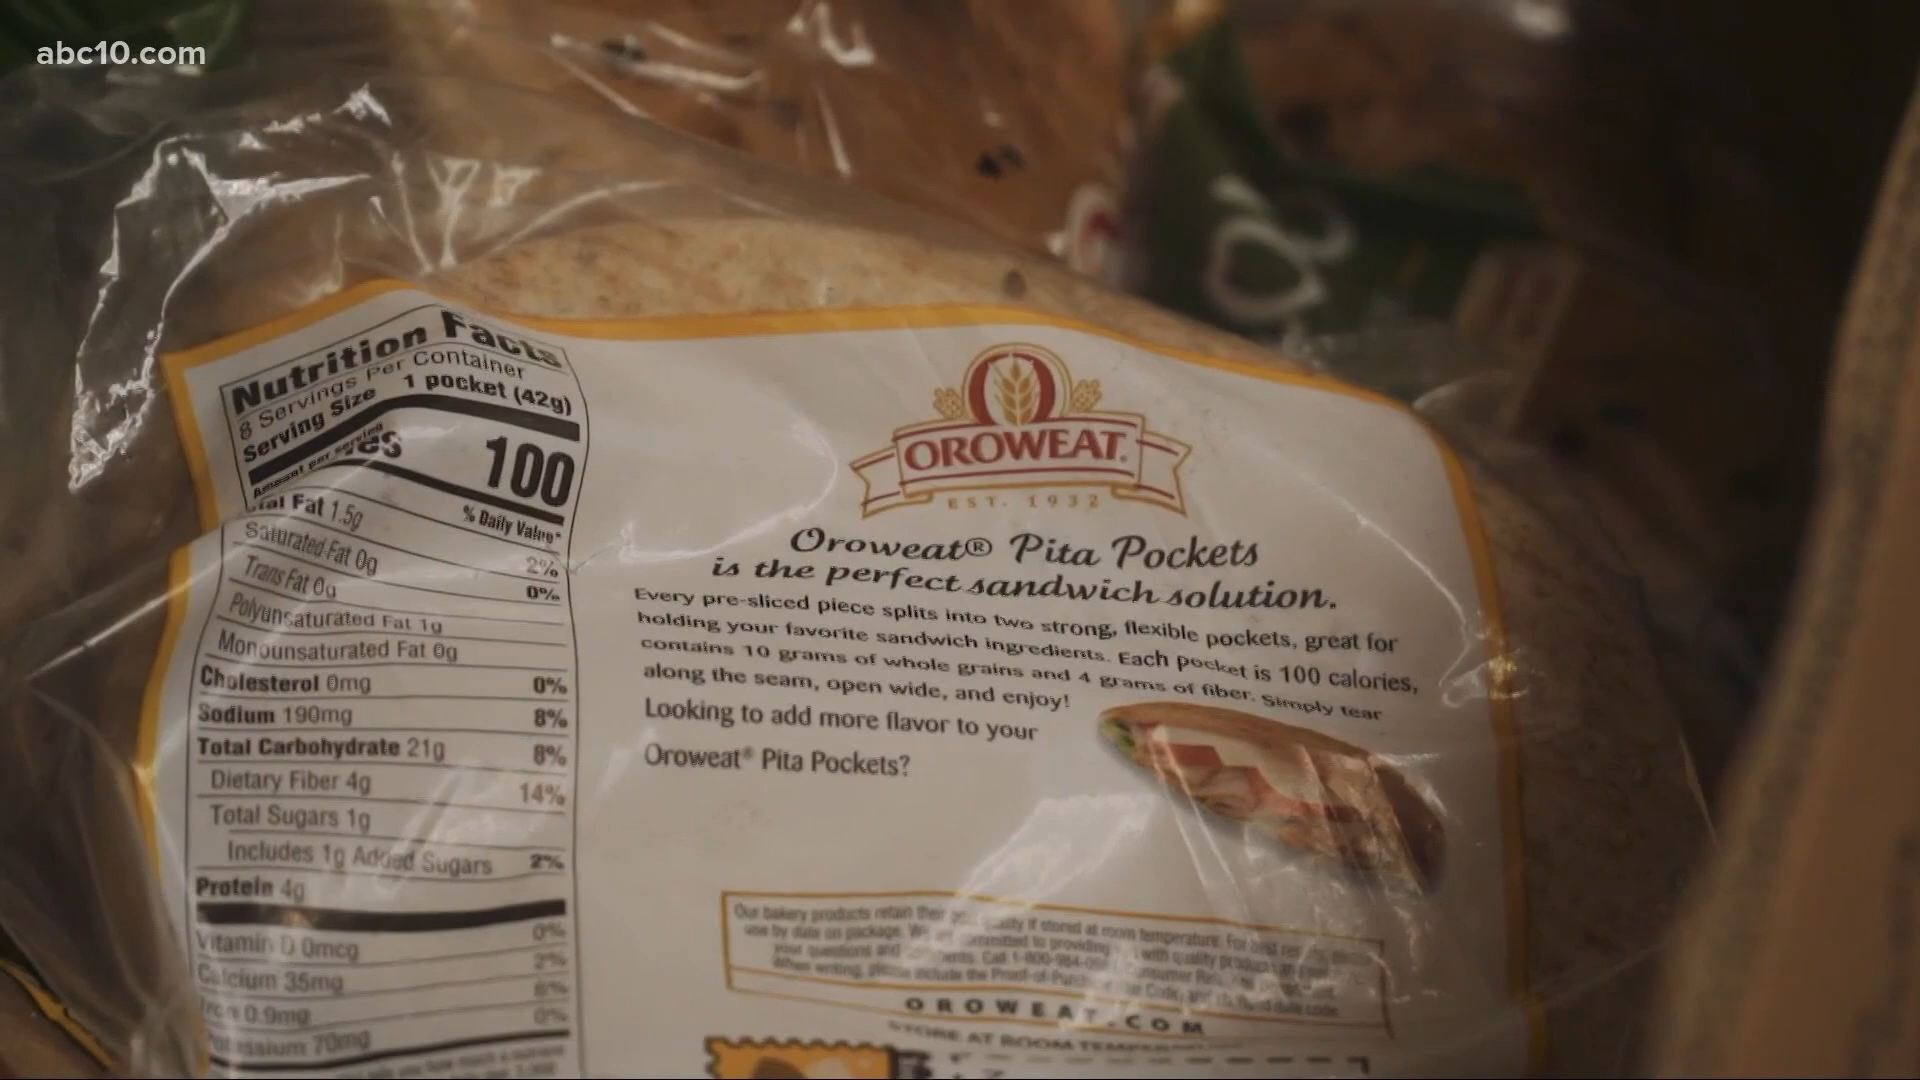 abc10.com
Nutrition Facts
8 Servings Per Container
Serving Size 1 pocket (42g)
Amount per serving
100
% Daily Value*
Fat 1.5g 2%
Saturated Fat 0g 0%
Trans Fat 0g
Polyunsaturated Fat 1g
Monounsaturated Fat 0g
Cholesterol 0mg 0%
Sodium 190mg 8%
Total Carbohydrate 21g 8%
Dietary Fiber 4g 14%
Total Sugars 1g
Includes 1g Added Sugars 2%
Protein 4g
Vitamin D 0mcg 0%
Calcium 35mg 2%
Iron 0.9mg 6%
Potassium 70mg 0%
OROWEAT®
EST. 1932
Oroweat® Pita Pockets
is the perfect sandwich solution.
Every pre-sliced piece splits into two strong, flexible pockets, great for
holding your favorite sandwich ingredients. Each pocket is 100 calories,
contains 10 grams of whole grains and 4 grams of fiber. Simply tear
along the seam, open wide, and enjoy!
Looking to add more flavor to your
Oroweat® Pita Pockets?
Our bakery products retain their quality if stored at room temperature. For best
use by date on package. We are committed to providing with quality products
your questions and Call 1-800-984-0
When writing, please include the Proof-of-Purchase Code and date code.
OROWEAT.COM
STORE AT ROOM